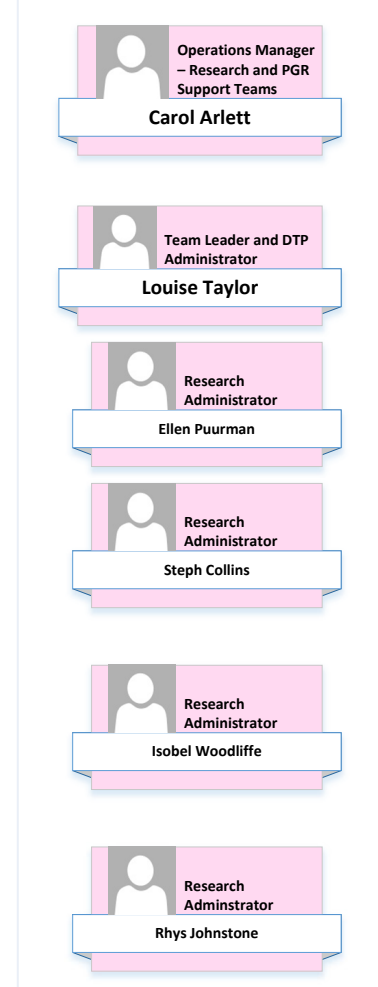 Operations Manager
– Research and PGR
Support Teams
Carol Arlett
Team Leader and DTP
Administrator
Louise Taylor
Research
Administrator
Ellen Puurman
Research
Administrator
Steph Collins
Research
Administrator
Isobel Woodliffe
Research
Adminstrator
Rhys Johnstone